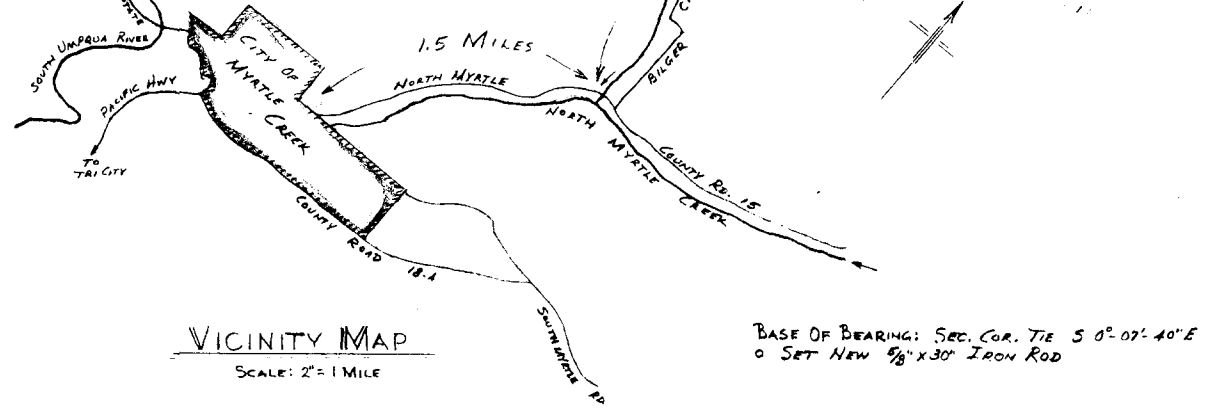 STATE
SOUTH UMPQUA RIVER
PACIFIC HWY
TO
TRI CITY
CITY OF
MYRTLE
CREEK
1.5 MILES
NORTH MYRTLE
BILGER
NORTH MYRTLE CREEK
COUNTY RD. 15
COUNTY ROAD 18-A
SOUTH MYRTLE RD
VICINITY MAP
SCALE: 2" = 1 MILE
BASE OF BEARING: SEC. COR. TIE S 0°-07'-40" E
o SET NEW 5/8" x 30" IRON ROD